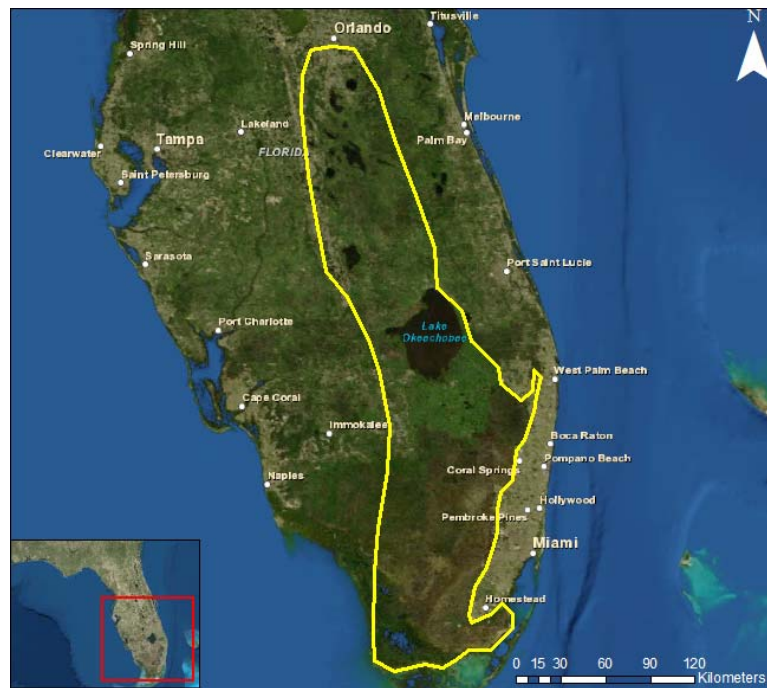 Orlando
Titusville
N
Spring Hill
Lakeland
Melbourne
Clearwater
Tampa
FLORIDA
Palm Bay
Saint Petersburg
Sarasota
Port Saint Lucie
Port Charlotte
Lake
Okeechobee
West Palm Beach
Cape Coral
Immokalee
Boca Raton
Coral Springs
Pompano Beach
Naples
Pembroke Pines
Hollywood
Miami
Homestead
0 15 30 60 90 120
Kilometers